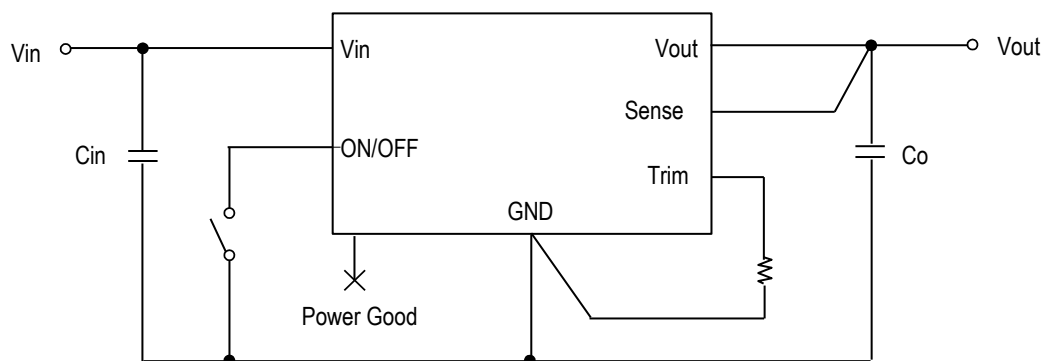 Vin
Vin
Vout
Vout
Sense
Cin
ON/OFF
Co
Trim
GND
Power Good